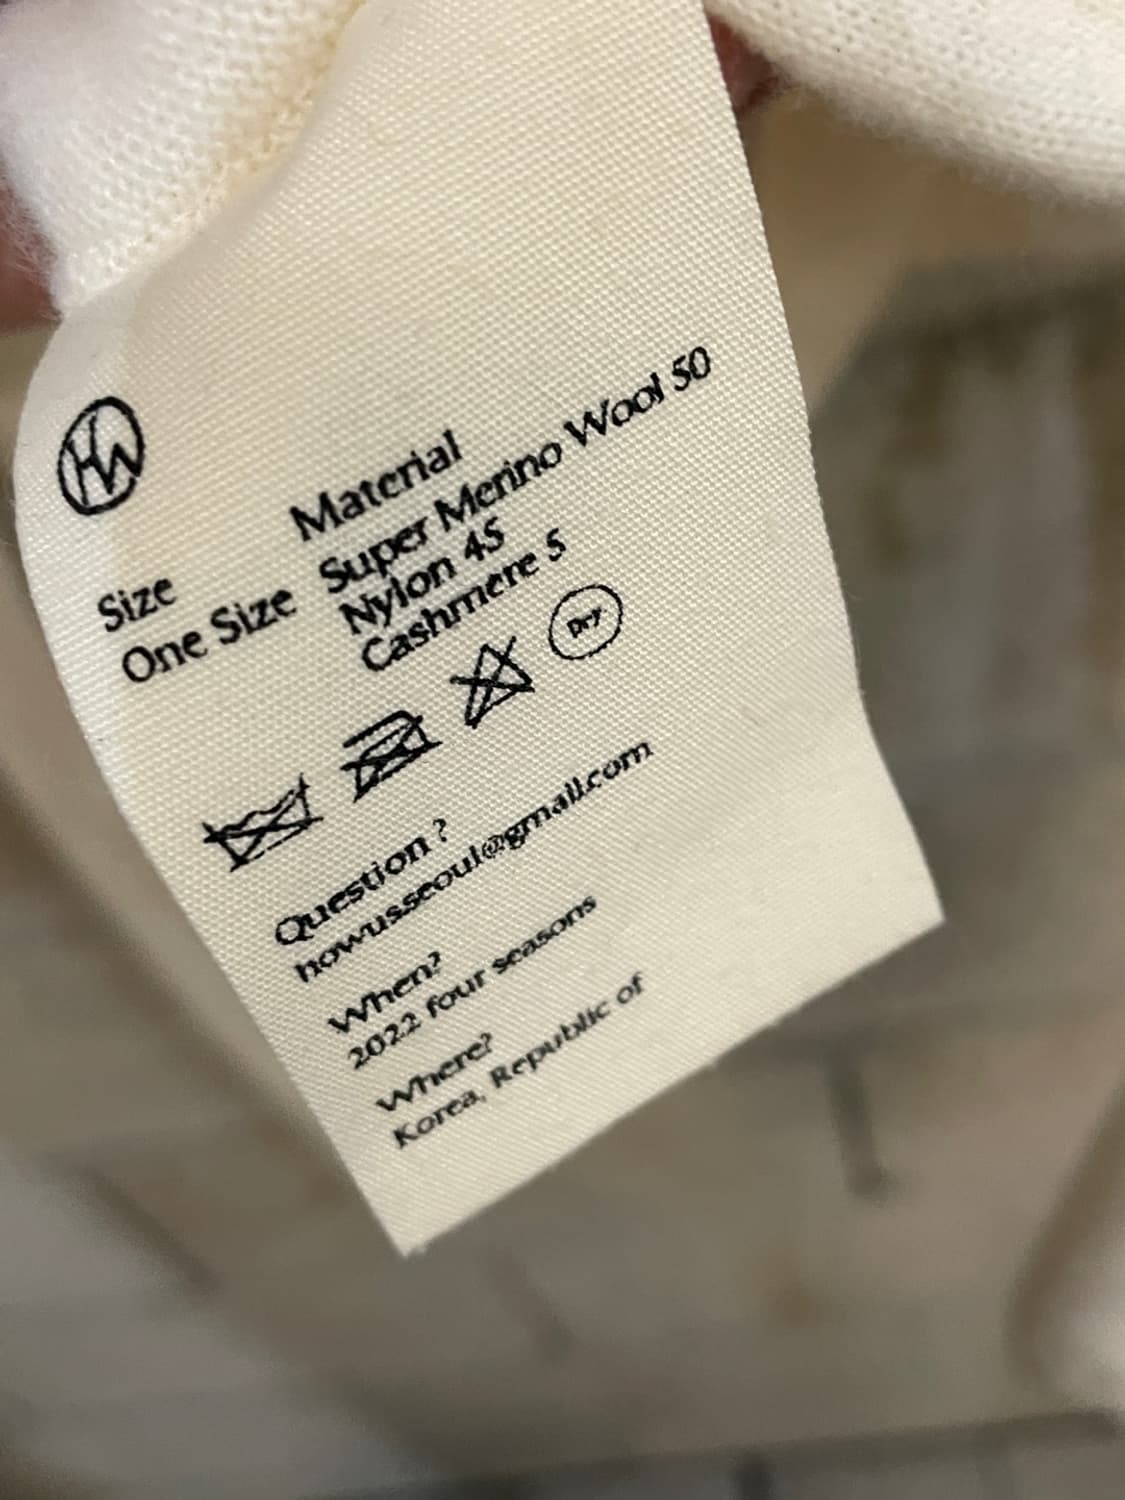 HW
Size
One Size
Material
Super Merino Wool 50
Nylon 45
Cashmere 5
Dry
Question ?
howusseoul@gmail.com
When?
2022 four seasons
Where?
Korea, Republic of